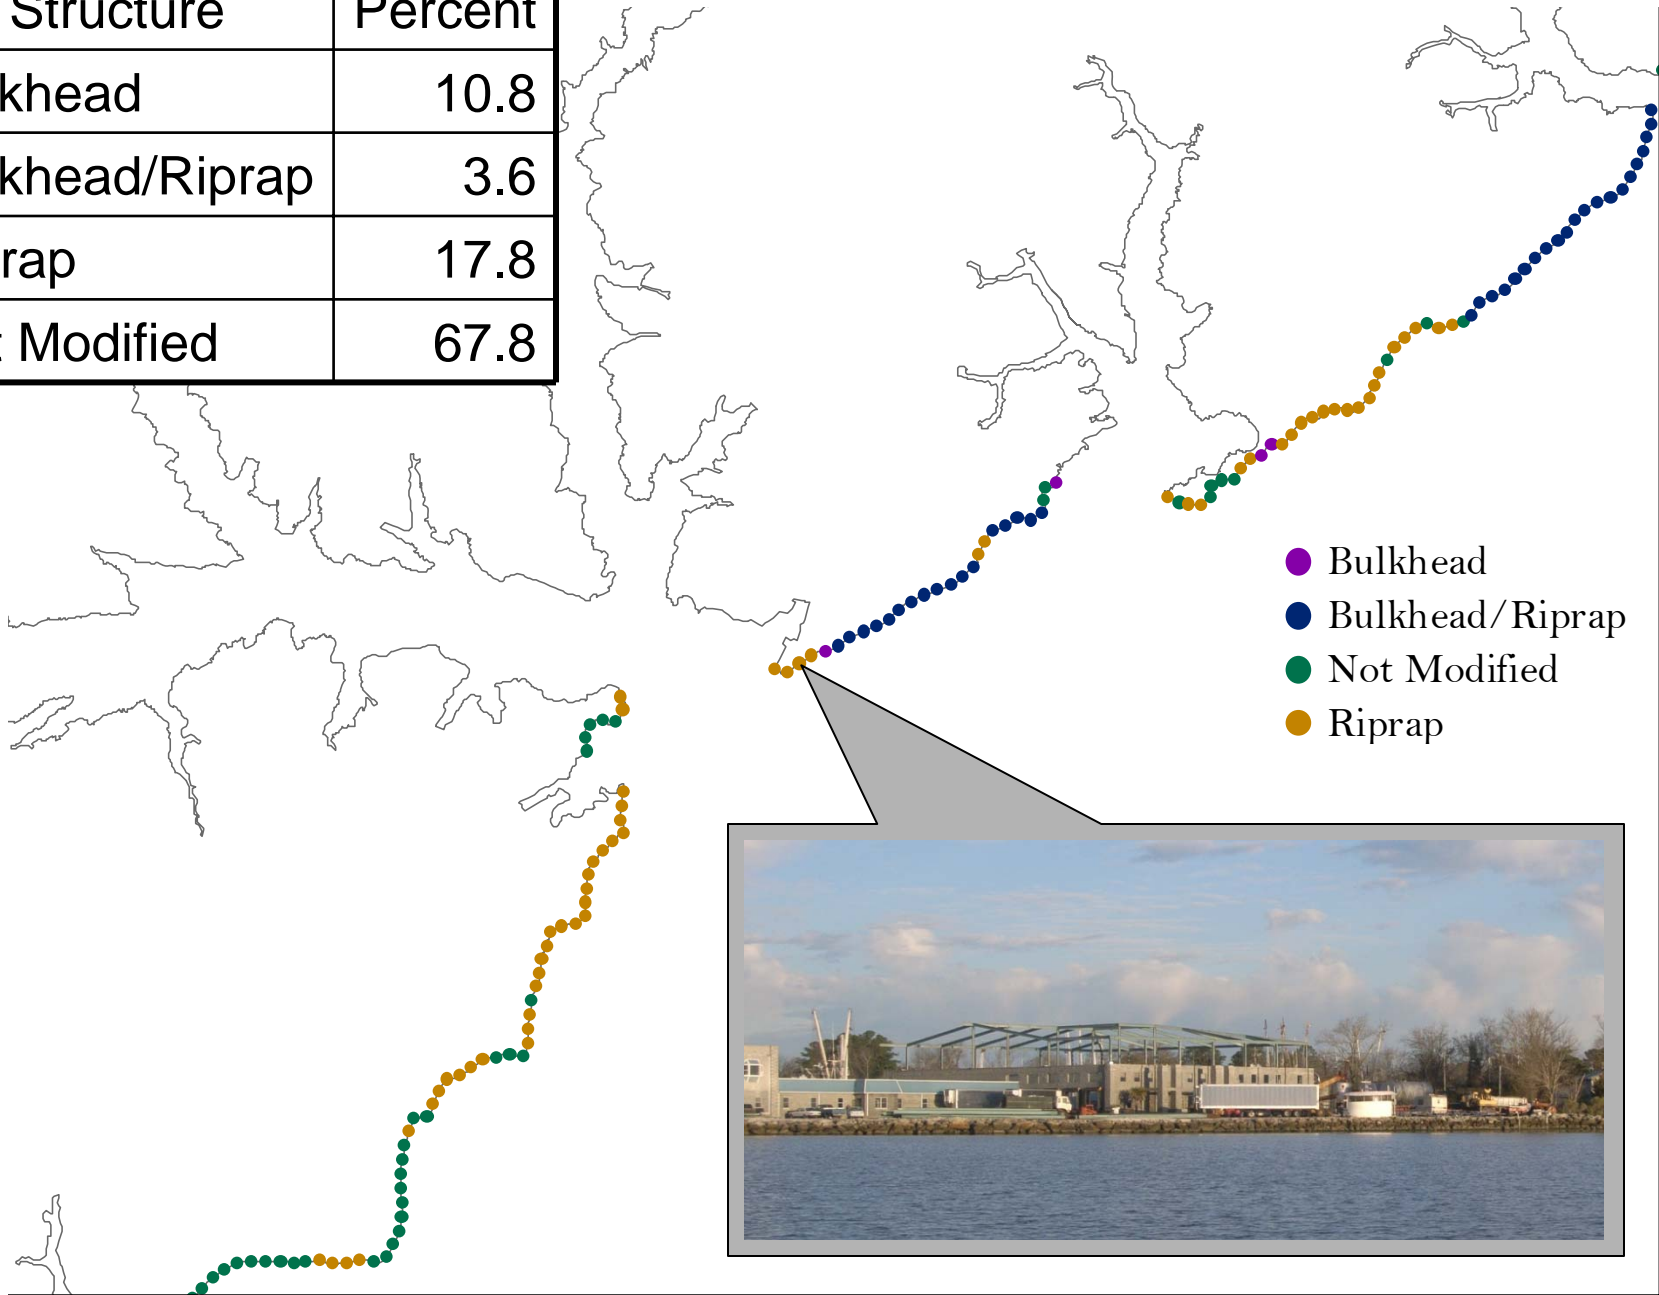 Structure Percent
khead 10.8
khead/Riprap 3.6
rap 17.8
t Modified 67.8
Bulkhead
Bulkhead/Riprap
Not Modified
Riprap